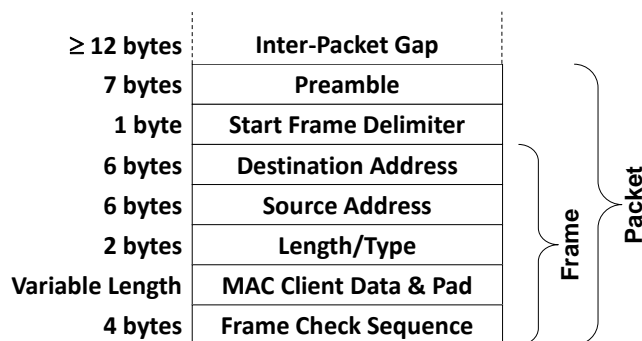 ≥ 12 bytes Inter-Packet Gap
7 bytes Preamble
1 byte Start Frame Delimiter
6 bytes Destination Address
6 bytes Source Address
2 bytes Length/Type
Variable Length MAC Client Data & Pad
4 bytes Frame Check Sequence
Frame
Packet